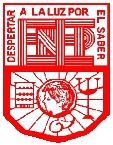 DESPERTAR A LA LUZ POR EL SABER
ENP